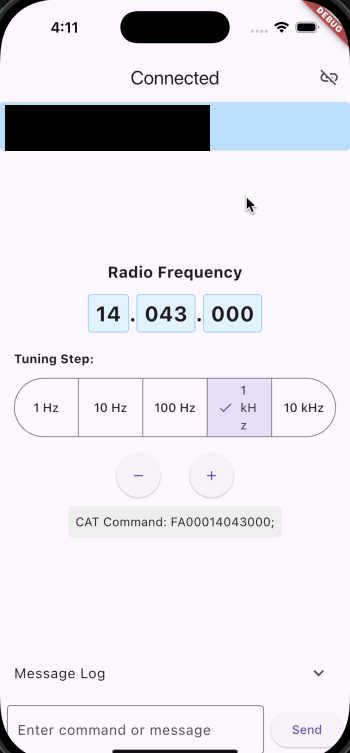 4:11
DEBUG
Connected
Radio Frequency
14.043.000
Tuning Step:
1 Hz 10 Hz 100 Hz 1 kH z 10 kHz
− +
CAT Command: FA00014043000;
Message Log
Enter command or message Send